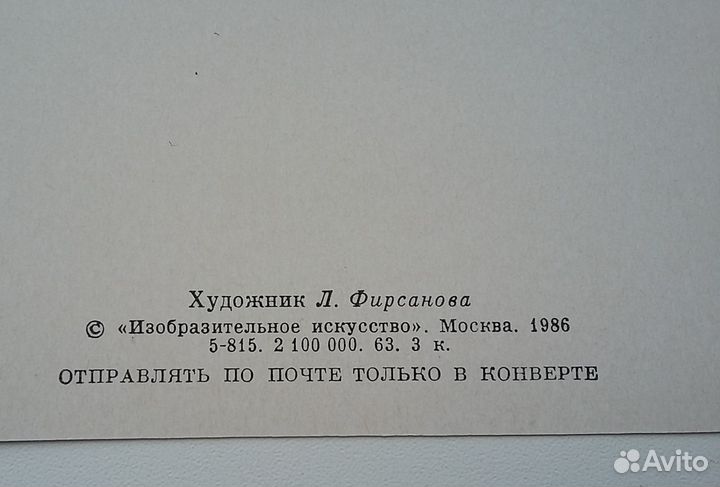 Художник Л. Фирсанова
© «Изобразительное искусство». Москва. 1986
5-815. 2 100 000. 63. 3 к.
ОТПРАВЛЯТЬ ПО ПОЧТЕ ТОЛЬКО В КОНВЕРТЕ
Avito